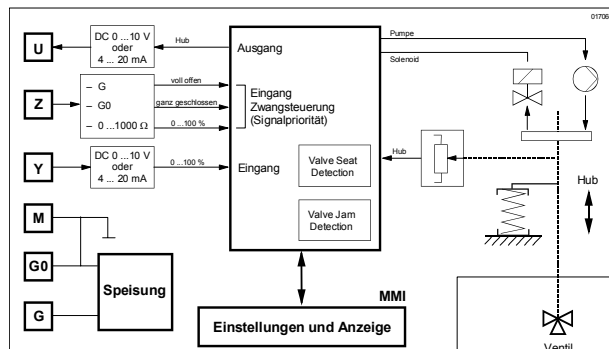 01706
U
DC 0 ...10 V
oder
4 ... 20 mA
Hub
Ausgang
Pumpe
Solenoid
Z
– G
– G0
– 0 ...1000 Ω
voll offen
ganz geschlossen
0 ...100 %
Eingang
Zwangsteuerung
(Signalpriorität)
Y
DC 0 ...10 V
oder
4 ... 20 mA
0 ...100 %
Eingang
Valve Seat
Detection
Valve Jam
Detection
Hub
Hub
M
G0
G
Speisung
MMI
Einstellungen und Anzeige
Ventil